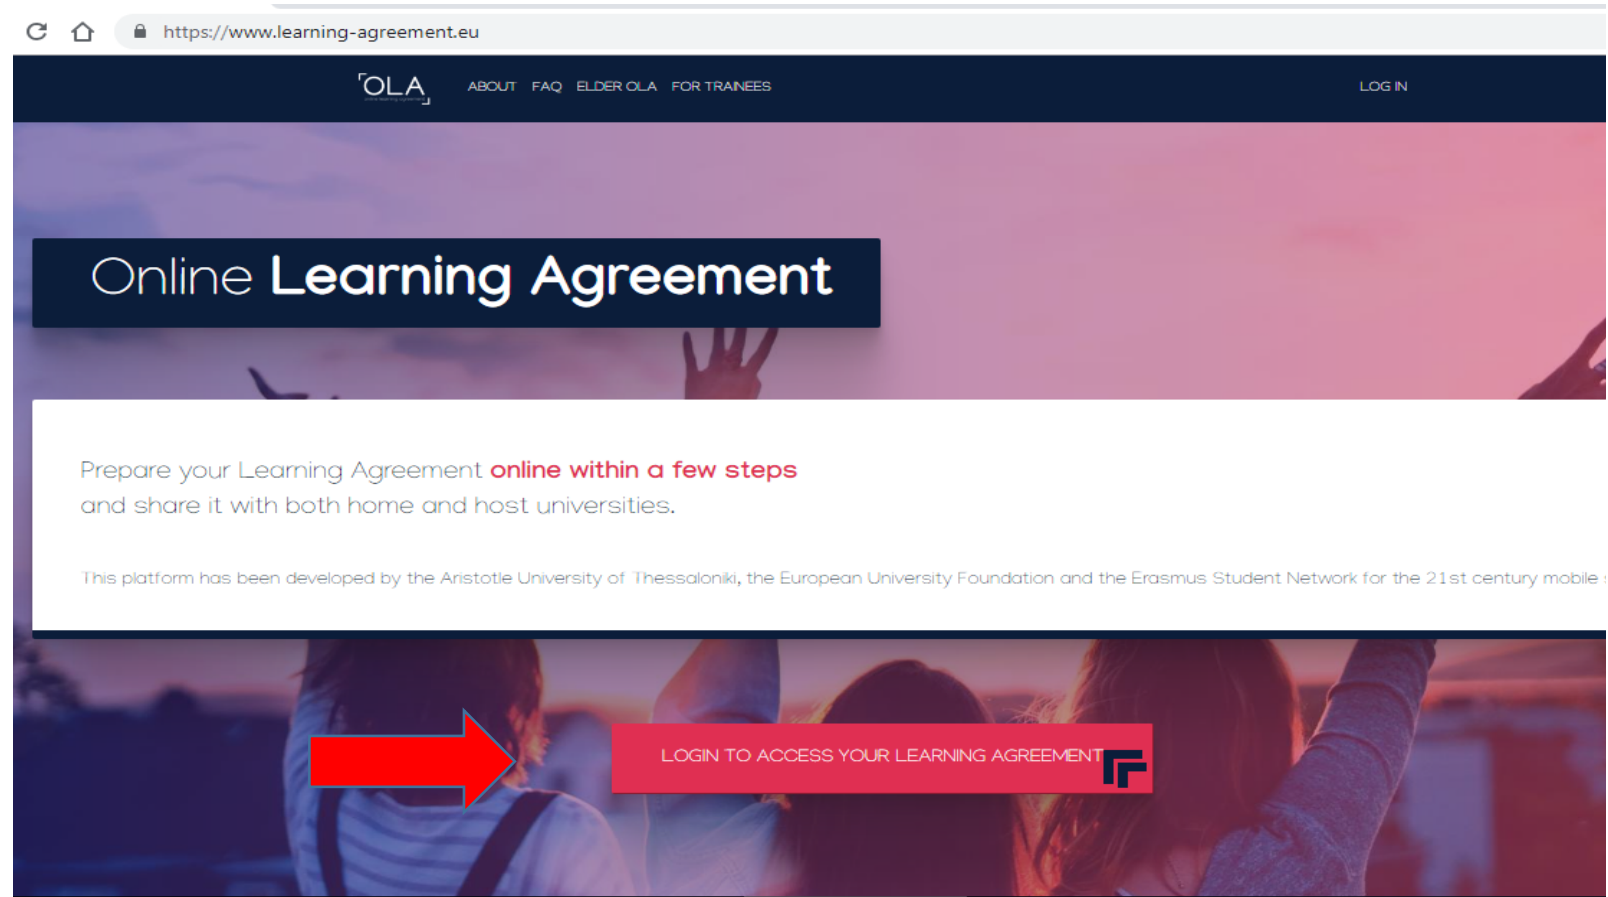 https://www.learning-agreement.eu
OLA
ABOUT FAQ ELDER OLA FOR TRAINEES
LOG IN
Online Learning Agreement
Prepare your Learning Agreement online within a few steps
and share it with both home and host universities.
This platform has been developed by the Aristotle University of Thessaloniki, the European University Foundation and the Erasmus Student Network for the 21st century mobile
LOGIN TO ACCESS YOUR LEARNING AGREEMENT